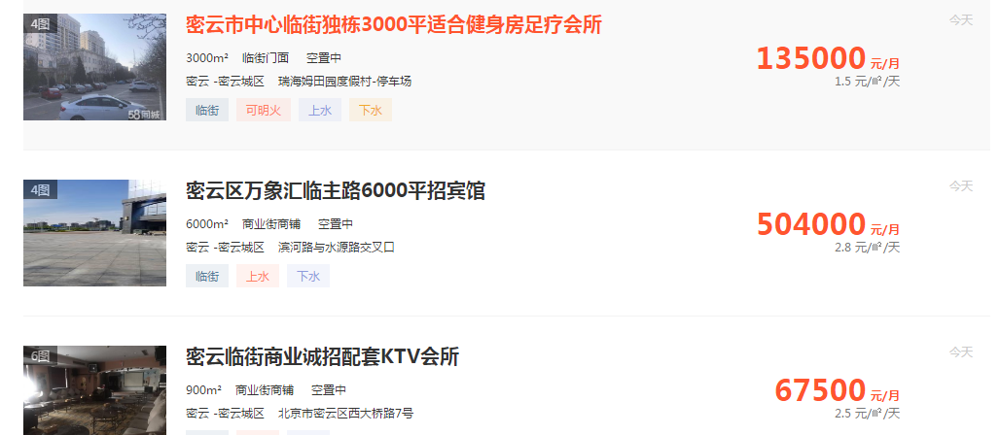 4图
密云市中心临街独栋3000平适合健身房足疗会所
今天
3000m² 临街门面 空置中
135000 元/月
密云 -密云城区 瑞海姆田园度假村-停车场
1.5 元/㎡/天
临街 可明火 上水 下水
58同城
4图
密云区万象汇临主路6000平招宾馆
今天
6000m² 商业街商铺 空置中
504000 元/月
密云 -密云城区 滨河路与水源路交叉口
2.8 元/㎡/天
临街 上水 下水
6图
密云临街商业诚招配套KTV会所
今天
900m² 商业街商铺 空置中
67500 元/月
密云 -密云城区 北京市密云区西大桥路7号
2.5 元/㎡/天